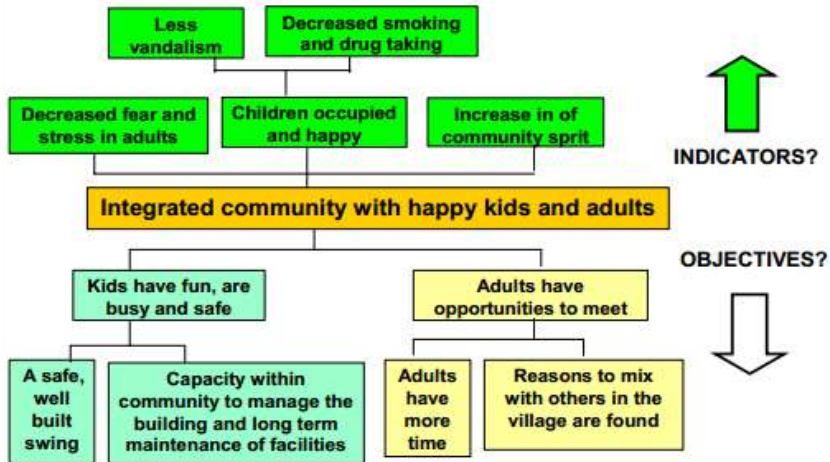 Less
vandalism
Decreased smoking
and drug taking
Decreased fear and
stress in adults
Children occupied
and happy
Increase in of
community sprit
INDICATORS?
Integrated community with happy kids and adults
OBJECTIVES?
Kids have fun, are
busy and safe
Adults have
opportunities to meet
A safe,
well
built
swing
Capacity within
community to manage the
building and long term
maintenance of facilities
Adults
have
more
time
Reasons to mix
with others in the
village are found